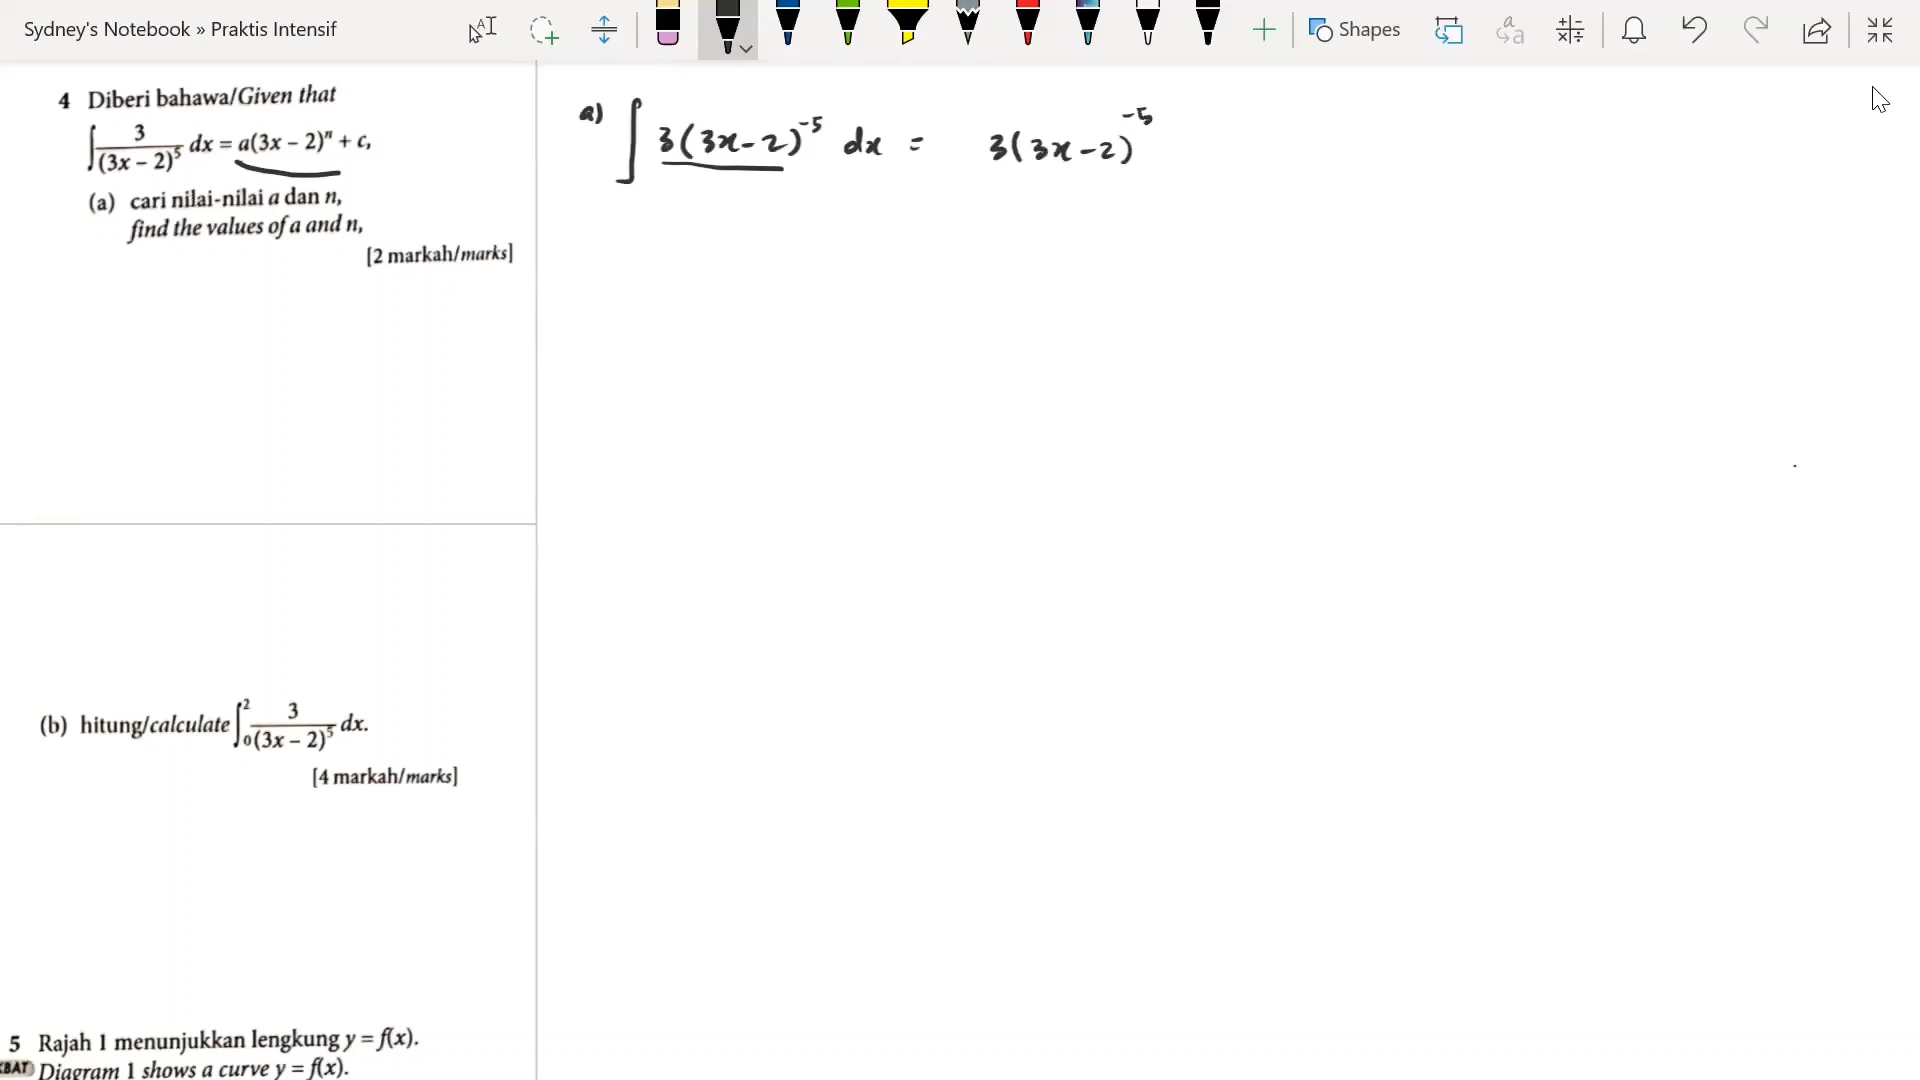 Sydney's Notebook » Praktis Intensif
Shapes
4 Diberi bahawa/Given that
∫ 3/(3x – 2)⁵ dx = a(3x – 2)ⁿ + c,
(a) cari nilai-nilai a dan n,
find the values of a and n,
[2 markah/marks]
(b) hitung/calculate ∫₀² 3/(3x – 2)⁵ dx.
[4 markah/marks]
5 Rajah 1 menunjukkan lengkung y = f(x).
KBAT Diagram 1 shows a curve y = f(x).
a) ∫ 3(3x-2)⁻⁵ dx = 3(3x-2)⁻⁵